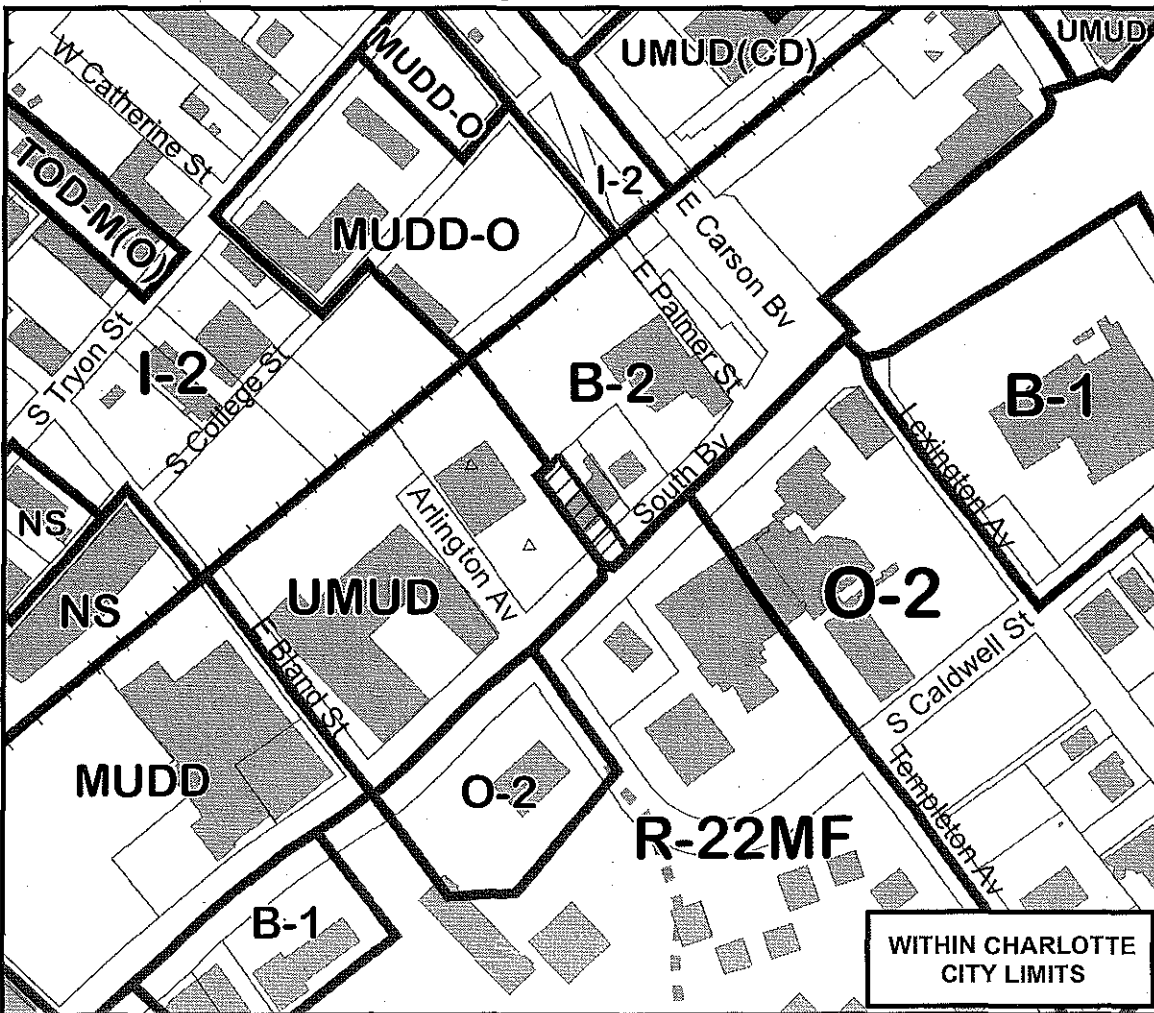 W Catherine St
MUDD-O
UMUD(CD)
UMUD
TOD-M(O)
I-2
MUDD-O
E Carson Bv
E Palmer St
S Tryon St
I-2
S College St
B-2
B-1
Lexington Av
South Bv
Arlington Av
NS
NS
UMUD
O-2
E Bland St
S Caldwell St
MUDD
O-2
Templeton Av
R-22MF
B-1
WITHIN CHARLOTTE
CITY LIMITS